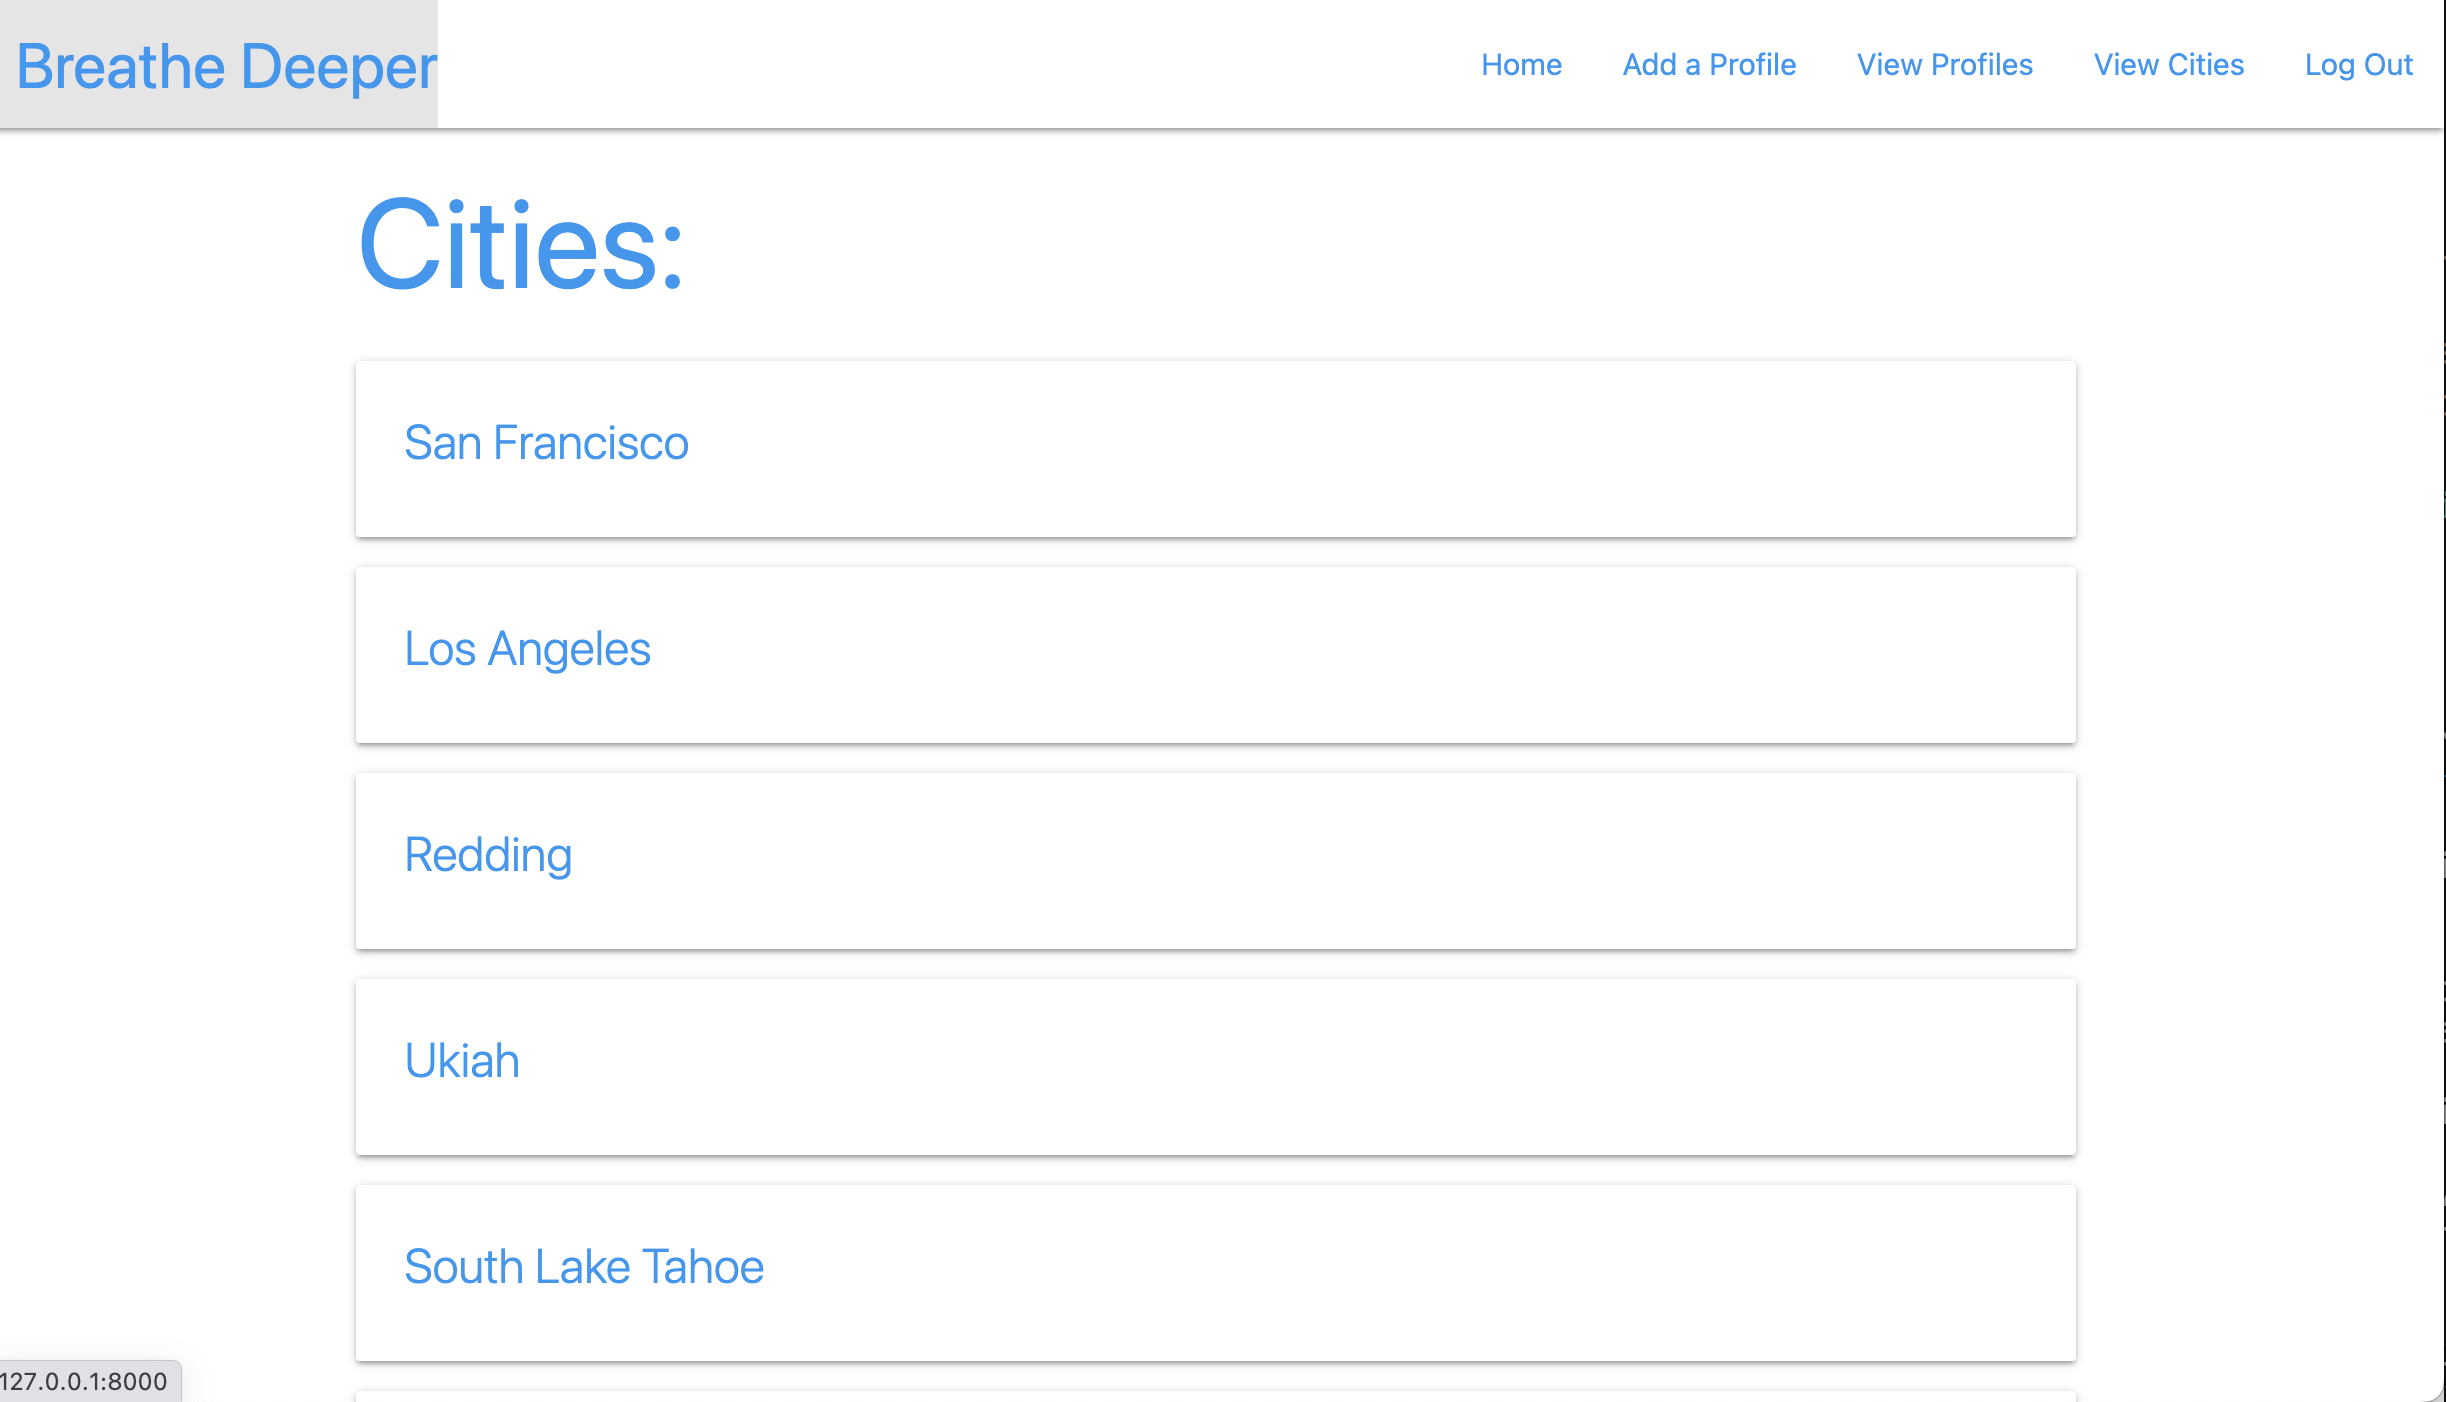 Breathe Deeper Home Add a Profile View Profiles View Cities Log Out
Cities:
San Francisco
Los Angeles
Redding
Ukiah
South Lake Tahoe
127.0.0.1:8000